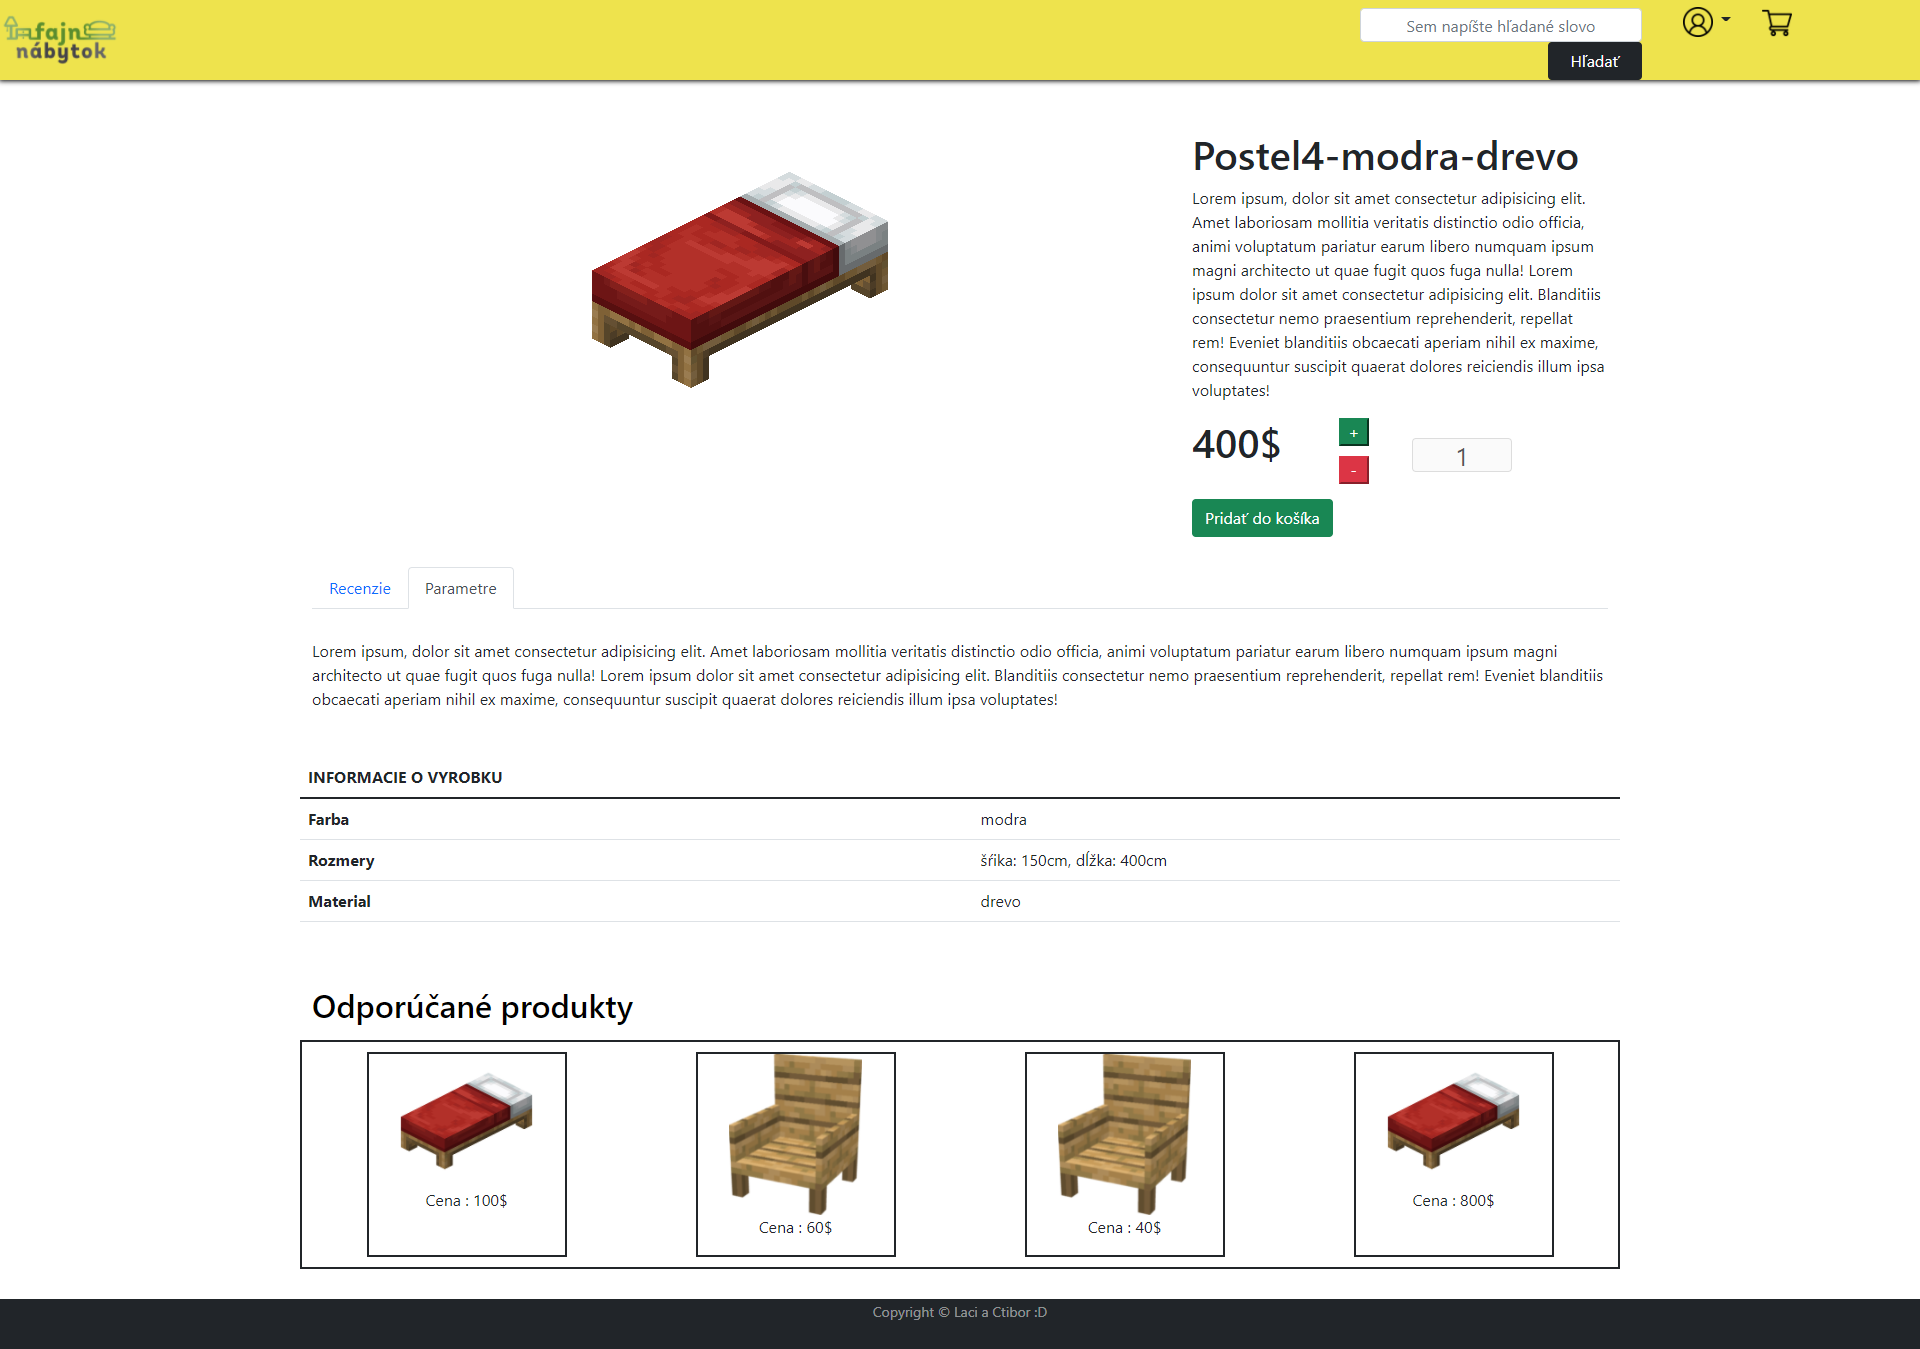 fajn
nábytok
Sem napíšte hľadané slovo
Hľadať
Postel4-modra-drevo
Lorem ipsum, dolor sit amet consectetur adipisicing elit.
Amet laboriosam mollitia veritatis distinctio odio officia,
animi voluptatum pariatur earum libero numquam ipsum
magni architecto ut quae fugit quos fuga nulla! Lorem
ipsum dolor sit amet consectetur adipisicing elit. Blanditiis
consectetur nemo praesentium reprehenderit, repellat
rem! Eveniet blanditiis obcaecati aperiam nihil ex maxime,
consequuntur suscipit quaerat dolores reiciendis illum ipsa
voluptates!
400$
+
-
1
Pridať do košíka
Recenzie
Parametre
Lorem ipsum, dolor sit amet consectetur adipisicing elit. Amet laboriosam mollitia veritatis distinctio odio officia, animi voluptatum pariatur earum libero numquam ipsum magni
architecto ut quae fugit quos fuga nulla! Lorem ipsum dolor sit amet consectetur adipisicing elit. Blanditiis consectetur nemo praesentium reprehenderit, repellat rem! Eveniet blanditiis
obcaecati aperiam nihil ex maxime, consequuntur suscipit quaerat dolores reiciendis illum ipsa voluptates!
INFORMACIE O VYROBKU
Farba modra
Rozmery šŕika: 150cm, dĺžka: 400cm
Material drevo
Odporúčané produkty
Cena : 100$
Cena : 60$
Cena : 40$
Cena : 800$
Copyright © Laci a Ctibor :D